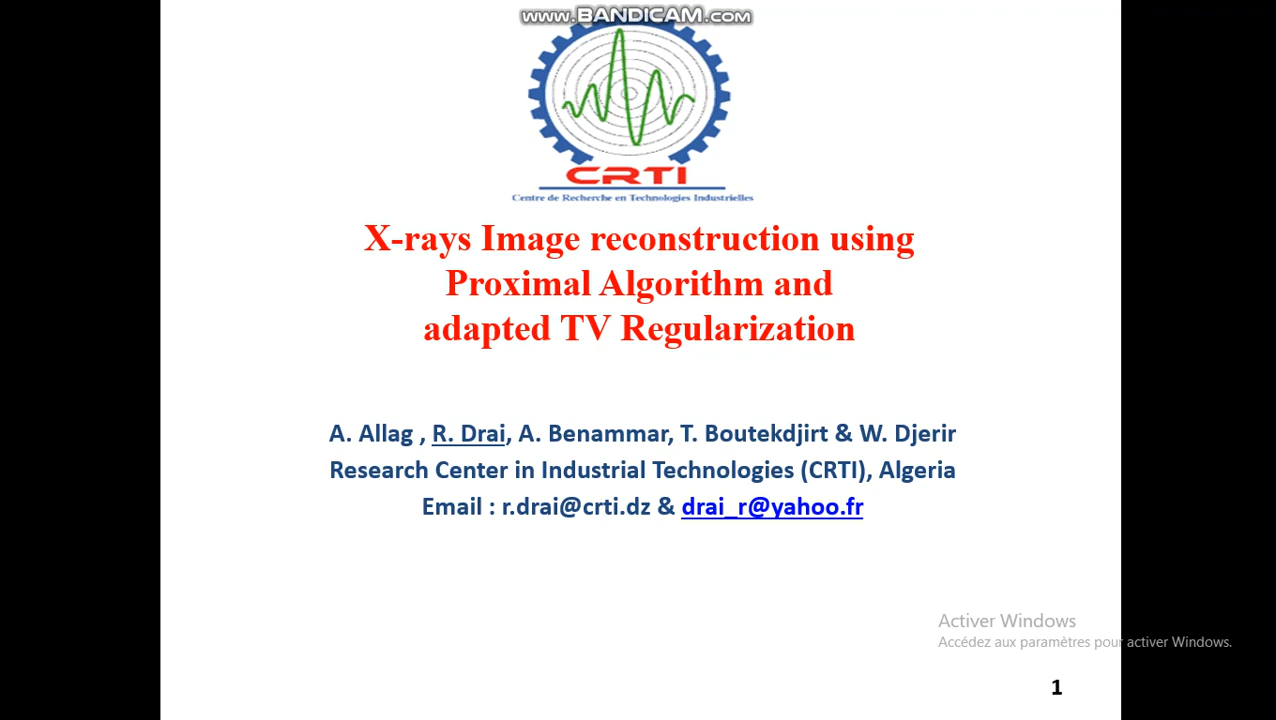 WWW.BANDICAM.COM
CRTI
Centre de Recherche en Technologies Industrielles
X-rays Image reconstruction using
Proximal Algorithm and
adapted TV Regularization
A. Allag , R. Drai, A. Benammar, T. Boutekdjirt & W. Djerir
Research Center in Industrial Technologies (CRTI), Algeria
Email : r.drai@crti.dz & drai_r@yahoo.fr
Activer Windows
Accédez aux paramètres pour activer Windows.
1